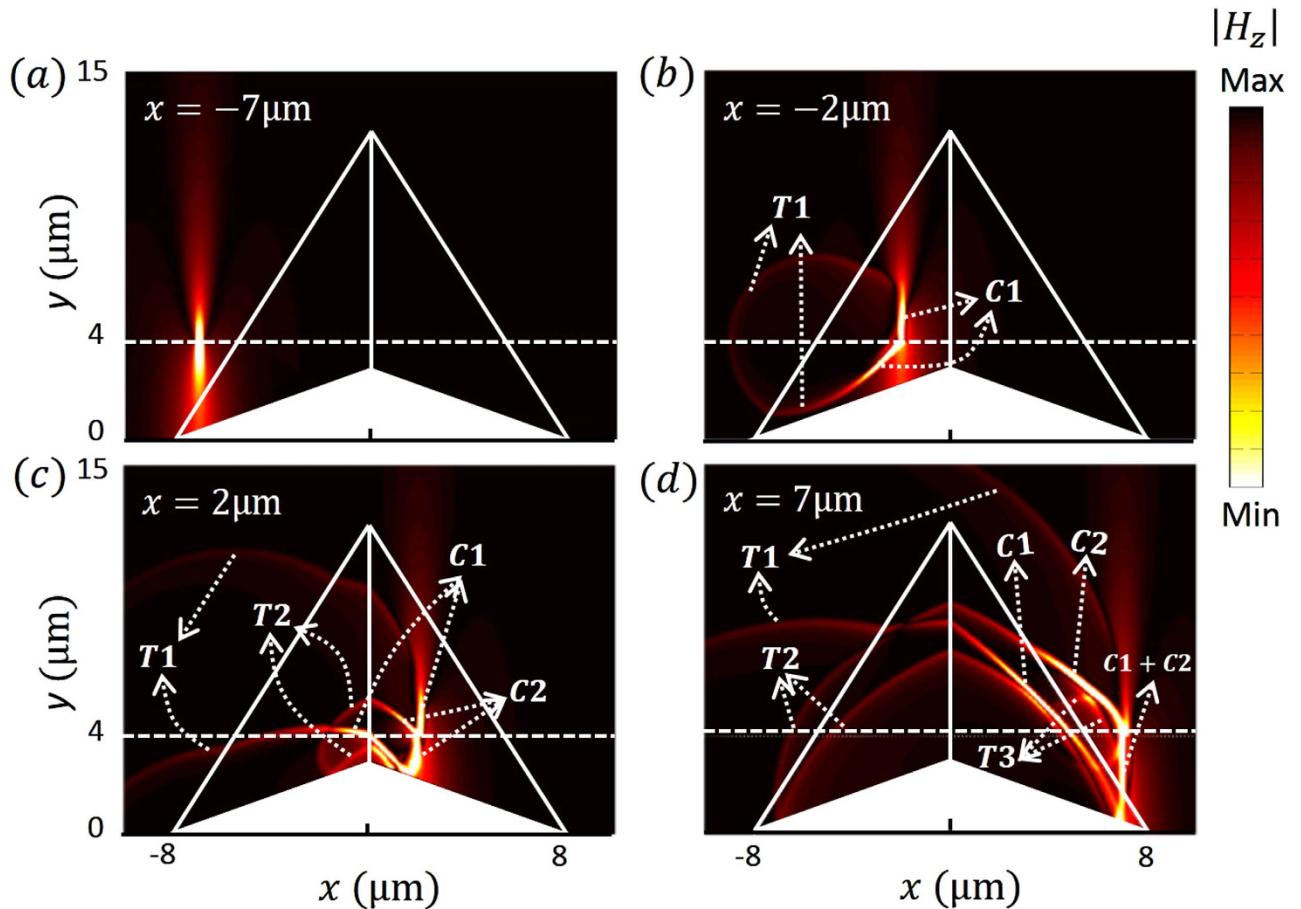 |H_z|
Max
Min
(a)
15
x = −7μm
y (μm)
4
0
(b)
x = −2μm
T1
C1
(c)
15
x = 2μm
C1
T2
T1
C2
y (μm)
4
0
-8
8
x (μm)
(d)
x = 7μm
T1
C1
C2
T2
C1 + C2
T3
-8
8
x (μm)